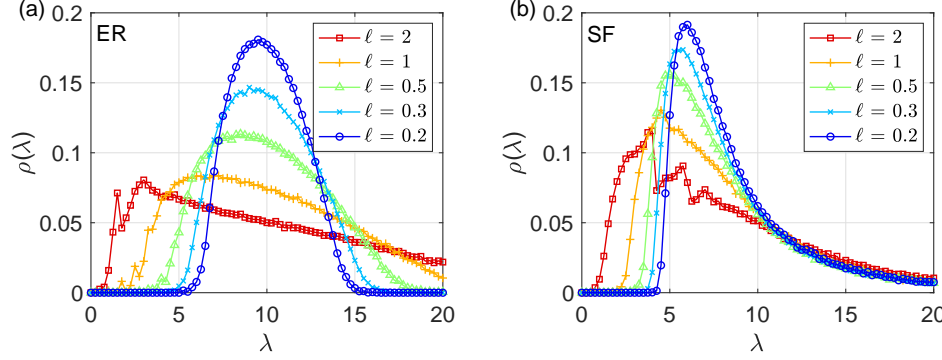 (a)
ER
0.2
0.15
0.1
0.05
0
ρ(λ)
0 5 10 15 20
λ
ℓ = 2
ℓ = 1
ℓ = 0.5
ℓ = 0.3
ℓ = 0.2
(b)
SF
0.2
0.15
0.1
0.05
0
ρ(λ)
0 5 10 15 20
λ
ℓ = 2
ℓ = 1
ℓ = 0.5
ℓ = 0.3
ℓ = 0.2